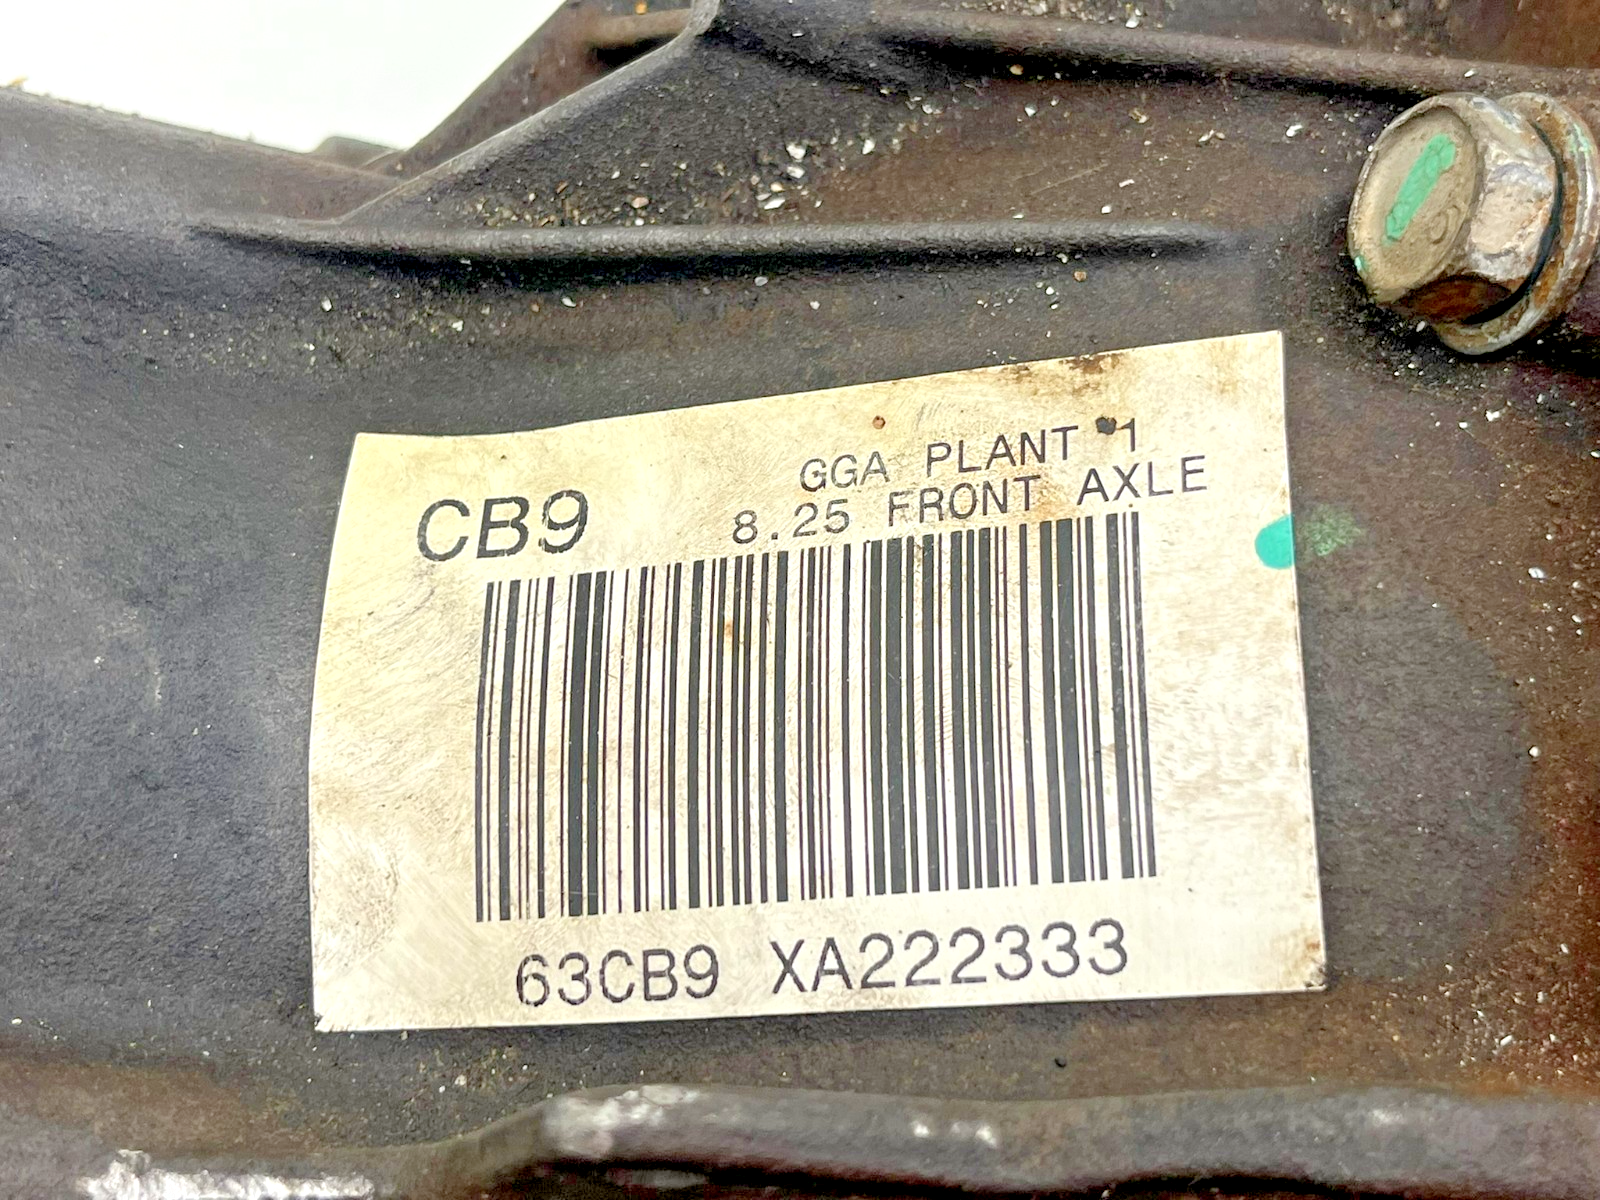 CB9
GGA PLANT 1
8.25 FRONT AXLE
63CB9 XA222333